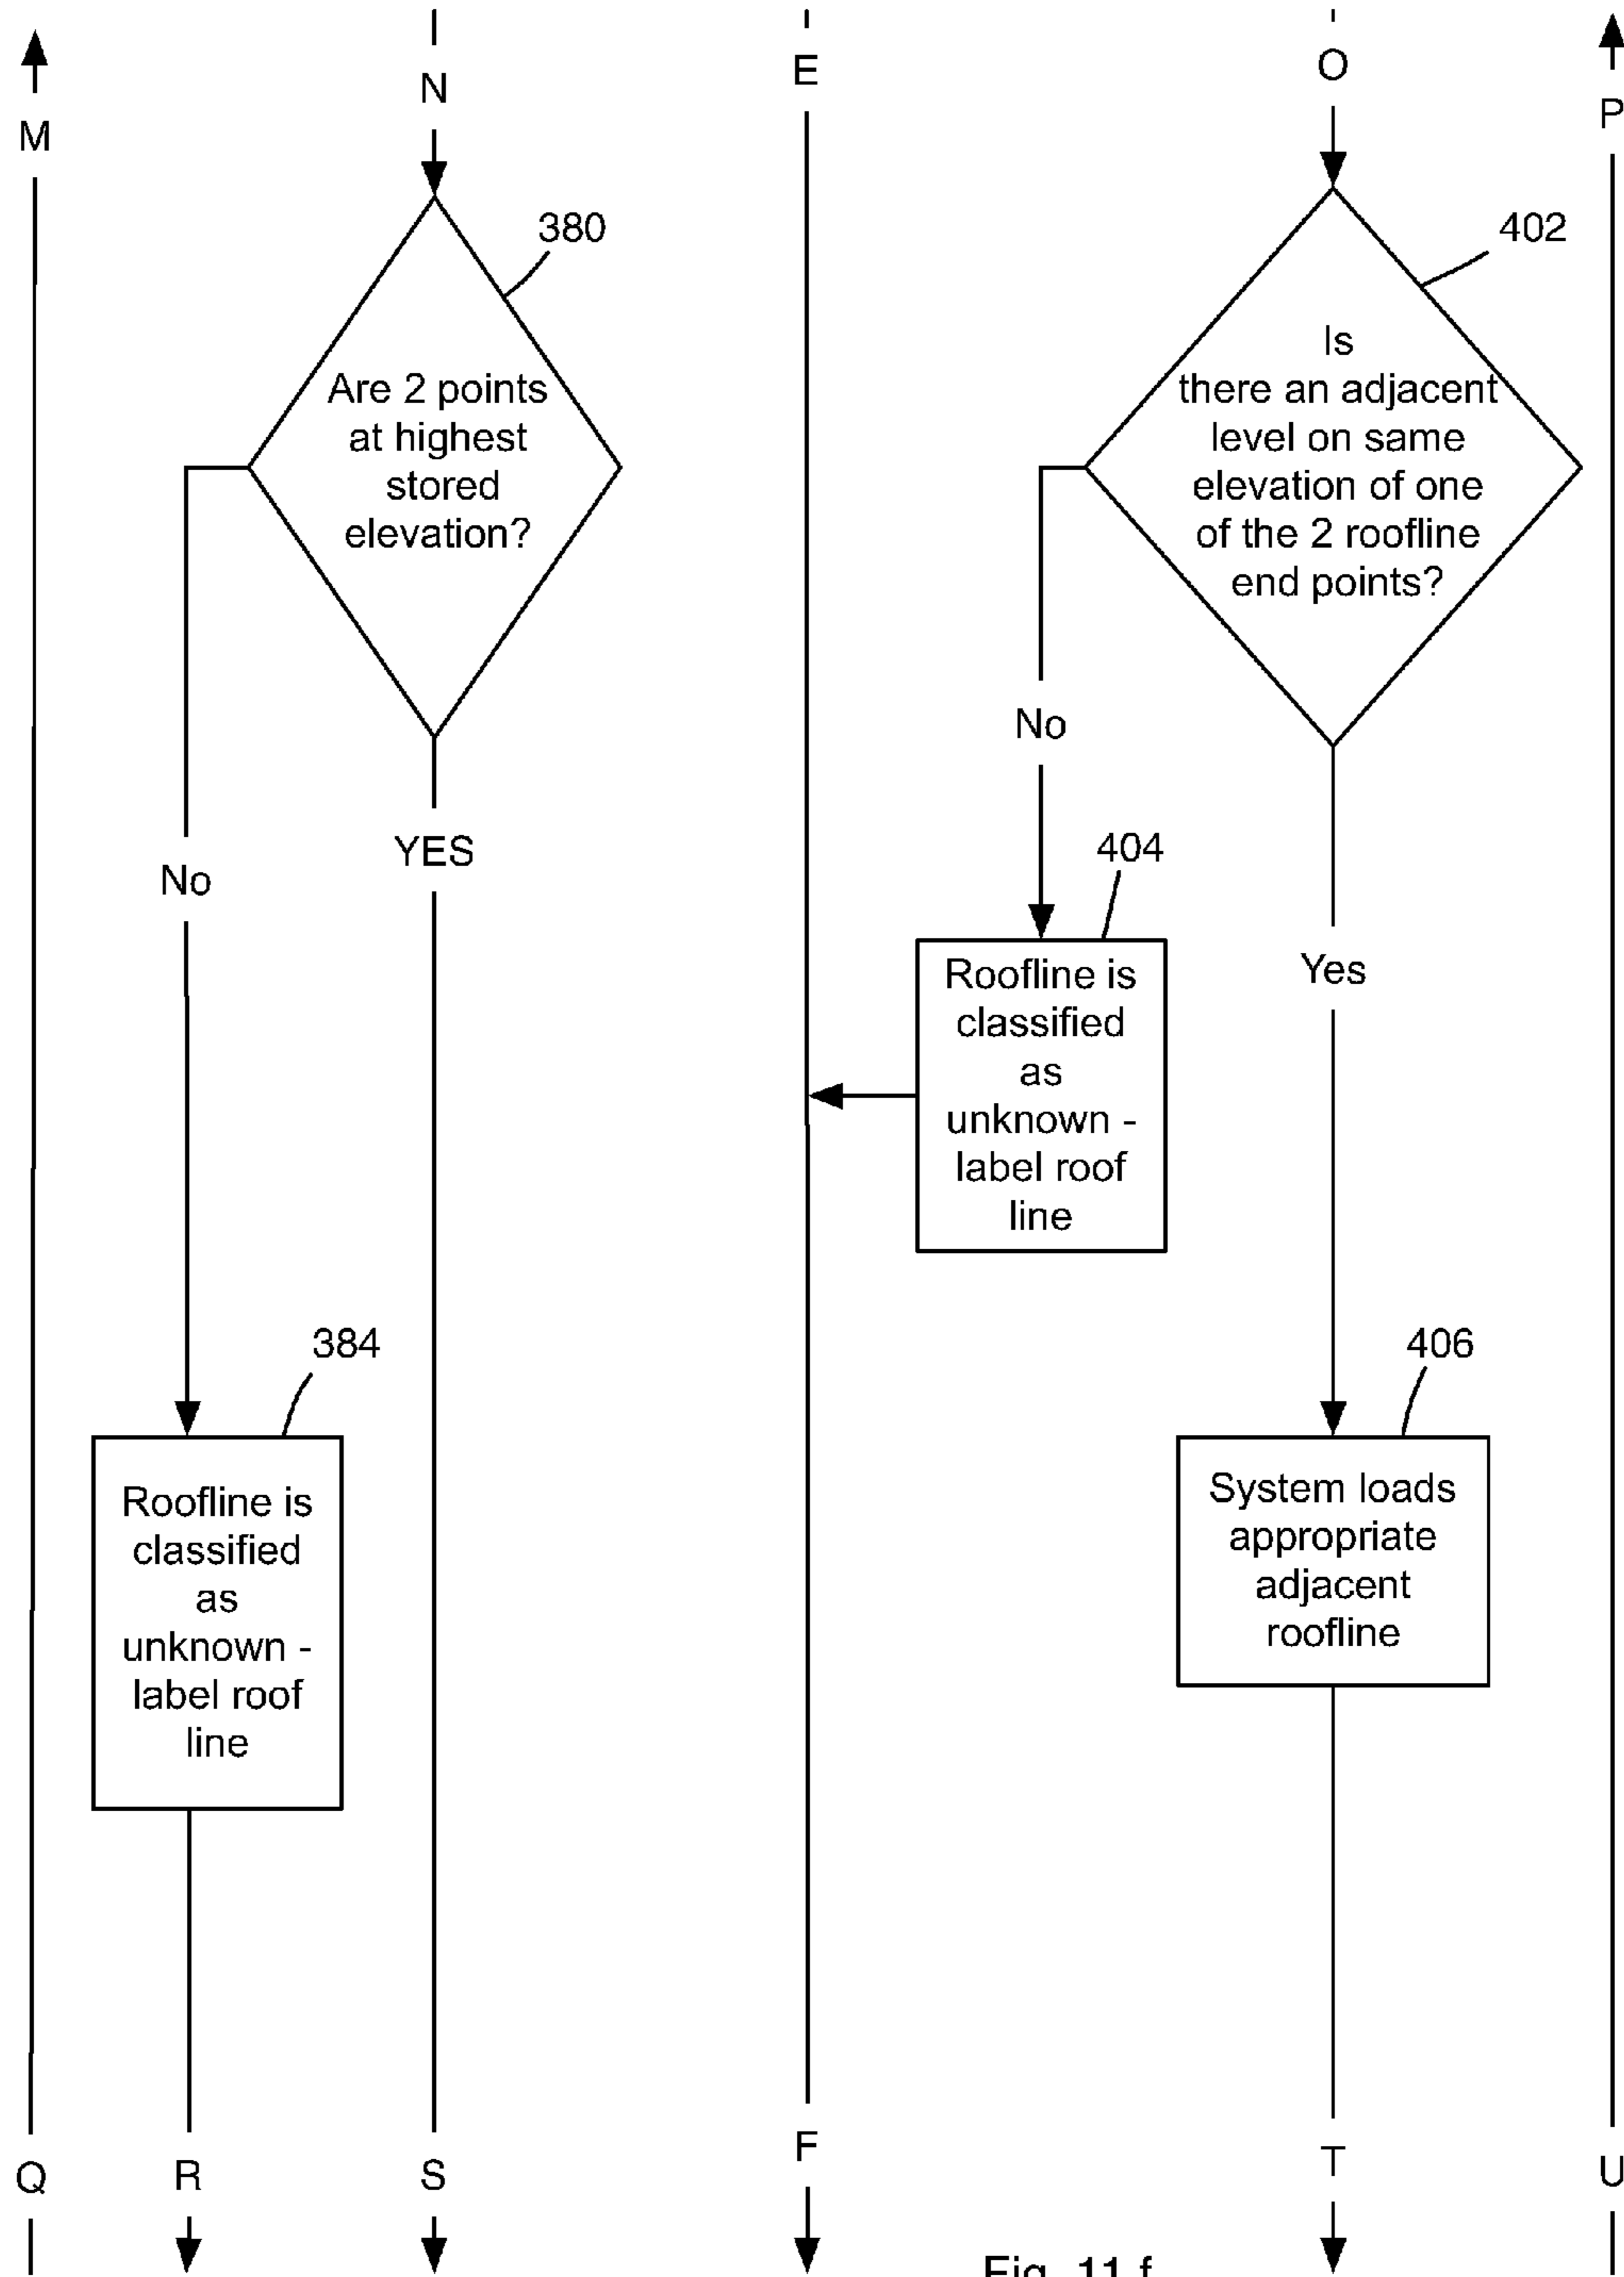 M
N
E
O
P
380
402
Are 2 points
at highest
stored
elevation?
Is
there an adjacent
level on same
elevation of one
of the 2 roofline
end points?
No
YES
No
404
Roofline is
classified
as
unknown -
label roof
line
Yes
384
Roofline is
classified
as
unknown -
label roof
line
406
System loads
appropriate
adjacent
roofline
Q
R
S
F
T
U
Fig. 11 f